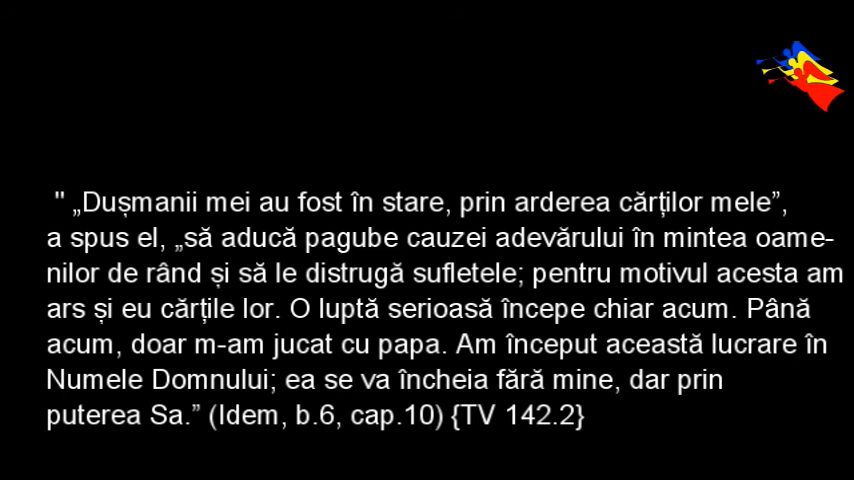 " „Dușmanii mei au fost în stare, prin arderea cărților mele”,
a spus el, „să aducă pagube cauzei adevărului în mintea oame-
nilor de rând și să le distrugă sufletele; pentru motivul acesta am
ars și eu cărțile lor. O luptă serioasă începe chiar acum. Până
acum, doar m-am jucat cu papa. Am început această lucrare în
Numele Domnului; ea se va încheia fără mine, dar prin
puterea Sa.” (Idem, b.6, cap.10) {TV 142.2}